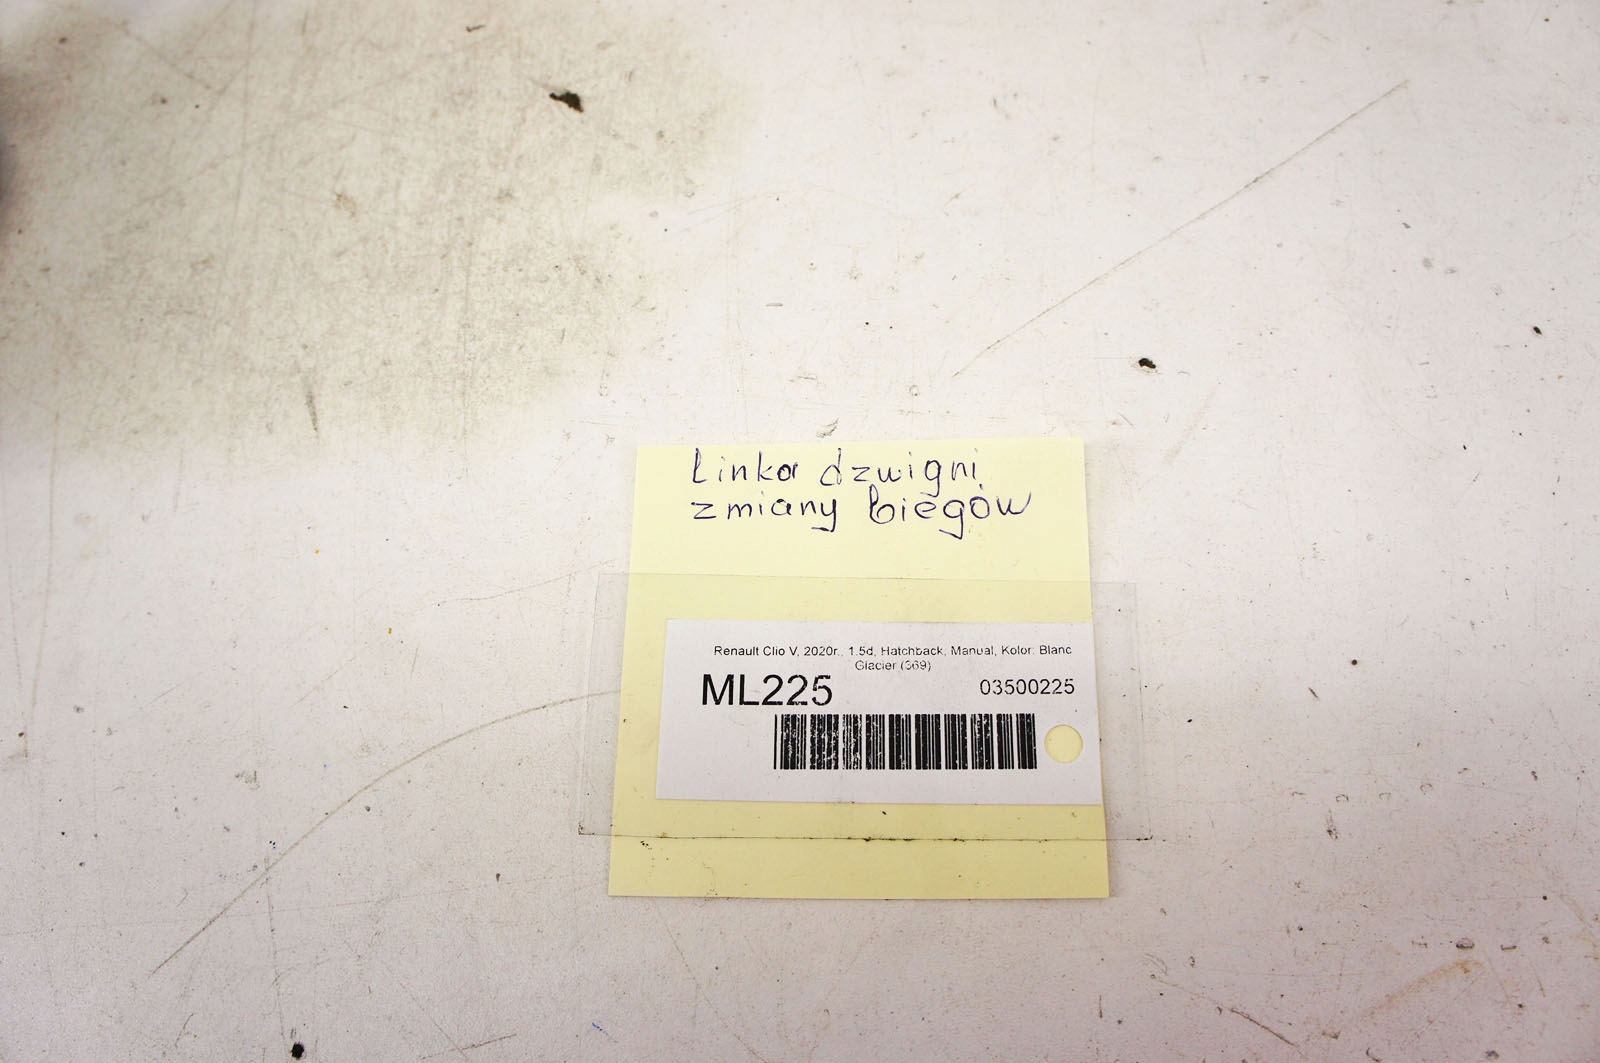 Linka dzwigni
zmiany biegów
Renault Clio V, 2020r., 1.5d, Hatchback, Manual, Kolor: Blanc
Glacier (369)
ML225
03500225